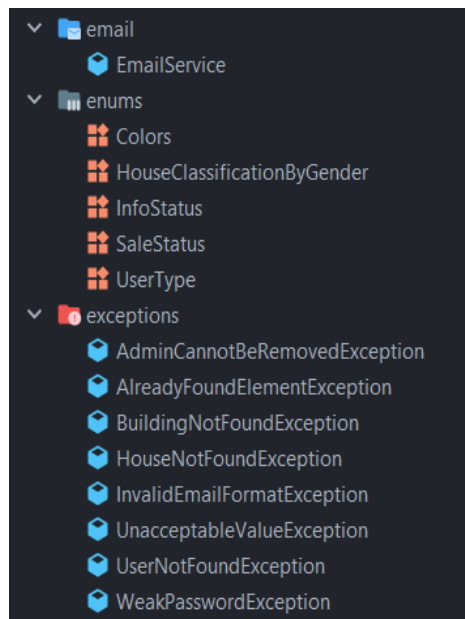 email
EmailService
enums
Colors
HouseClassificationByGender
InfoStatus
SaleStatus
UserType
exceptions
AdminCannotBeRemovedException
AlreadyFoundElementException
BuildingNotFoundException
HouseNotFoundException
InvalidEmailFormatException
UnacceptableValueException
UserNotFoundException
WeakPasswordException